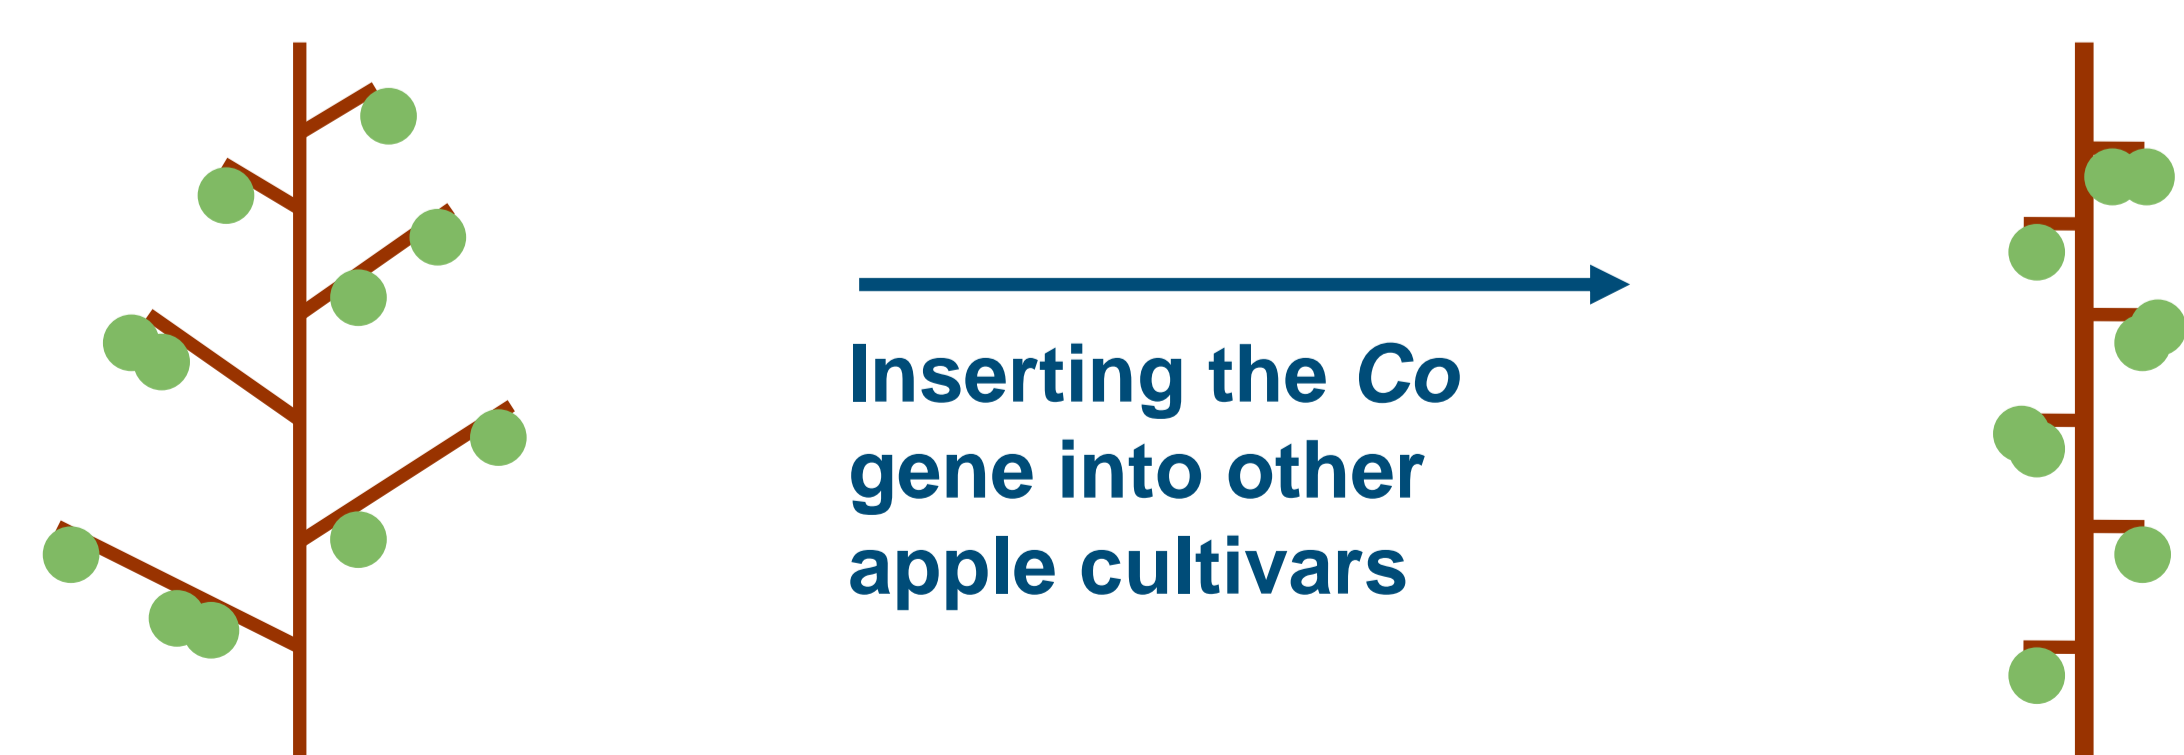 Inserting the Co
gene into other
apple cultivars